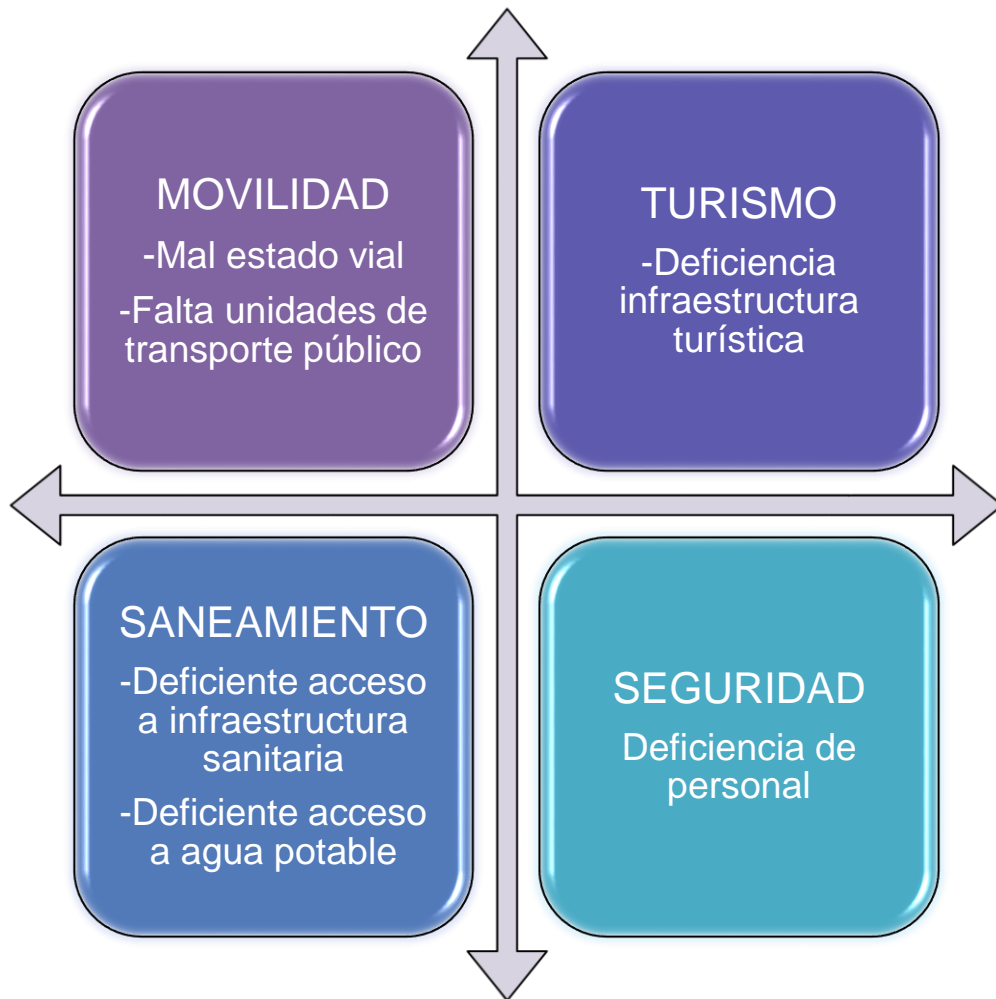 MOVILIDAD
-Mal estado vial
-Falta unidades de
transporte público
TURISMO
-Deficiencia
infraestructura
turística
SANEAMIENTO
-Deficiente acceso
a infraestructura
sanitaria
-Deficiente acceso
a agua potable
SEGURIDAD
Deficiencia de
personal